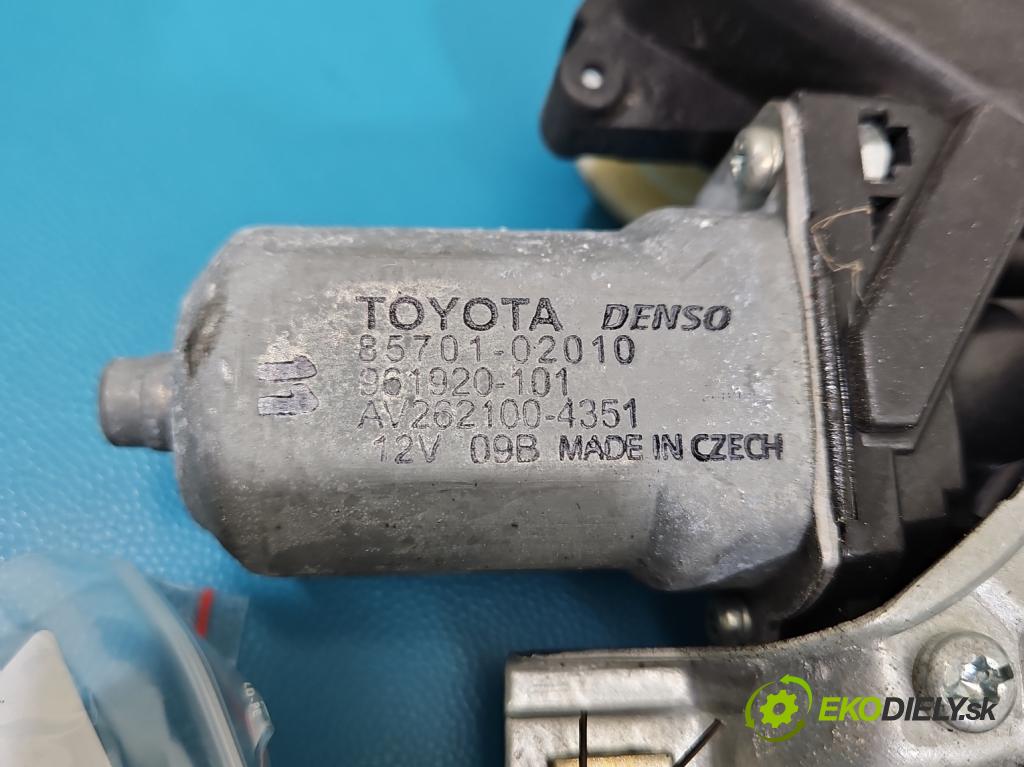 TOYOTA DENSO
85701-02010
961920-101
AV262100-4351
12V 09B MADE IN CZECH
EKODIELY.sk